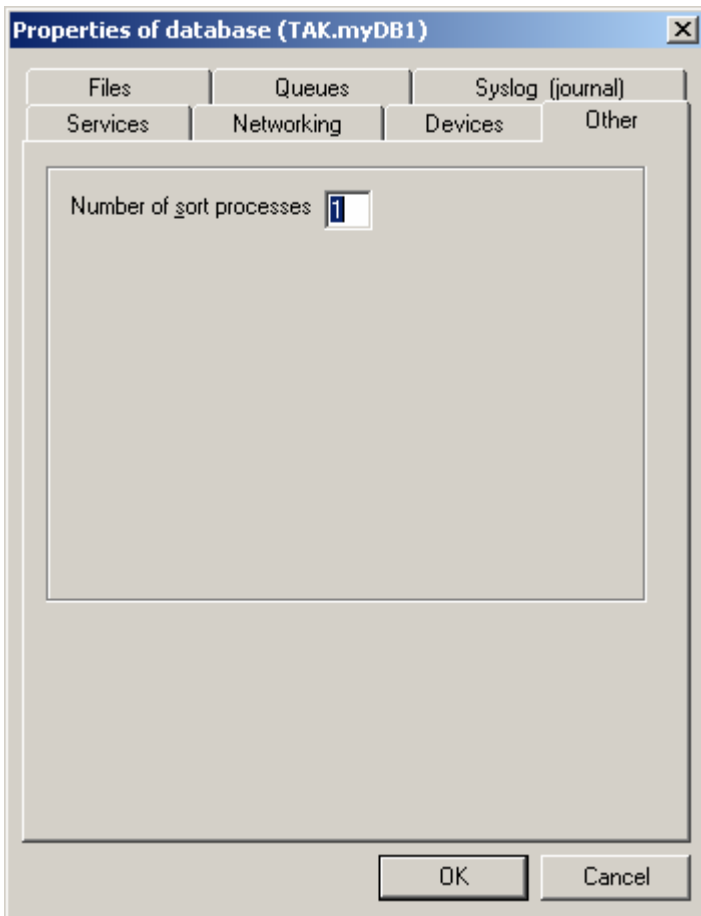 Properties of database (TAK.myDB1)
Files Queues Syslog (journal)
Services Networking Devices Other
Number of sort processes 1
OK Cancel